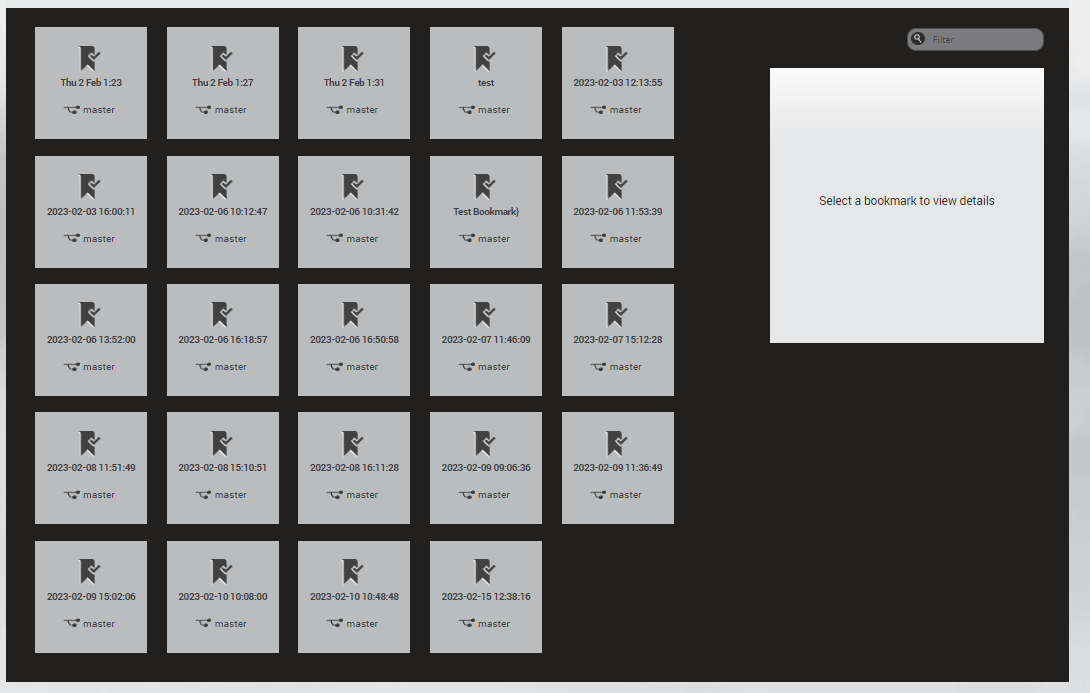 Filter
Thu 2 Feb 1:23
master
Thu 2 Feb 1:27
master
Thu 2 Feb 1:31
master
test
master
2023-02-03 12:13:55
master
2023-02-03 16:00:11
master
2023-02-06 10:12:47
master
2023-02-06 10:31:42
master
Test Bookmark}
master
2023-02-06 11:53:39
master
2023-02-06 13:52:00
master
2023-02-06 16:18:57
master
2023-02-06 16:50:58
master
2023-02-07 11:46:09
master
2023-02-07 15:12:28
master
2023-02-08 11:51:49
master
2023-02-08 15:10:51
master
2023-02-08 16:11:28
master
2023-02-09 09:06:36
master
2023-02-09 11:36:49
master
2023-02-09 15:02:06
master
2023-02-10 10:08:00
master
2023-02-10 10:48:48
master
2023-02-15 12:38:16
master
Select a bookmark to view details